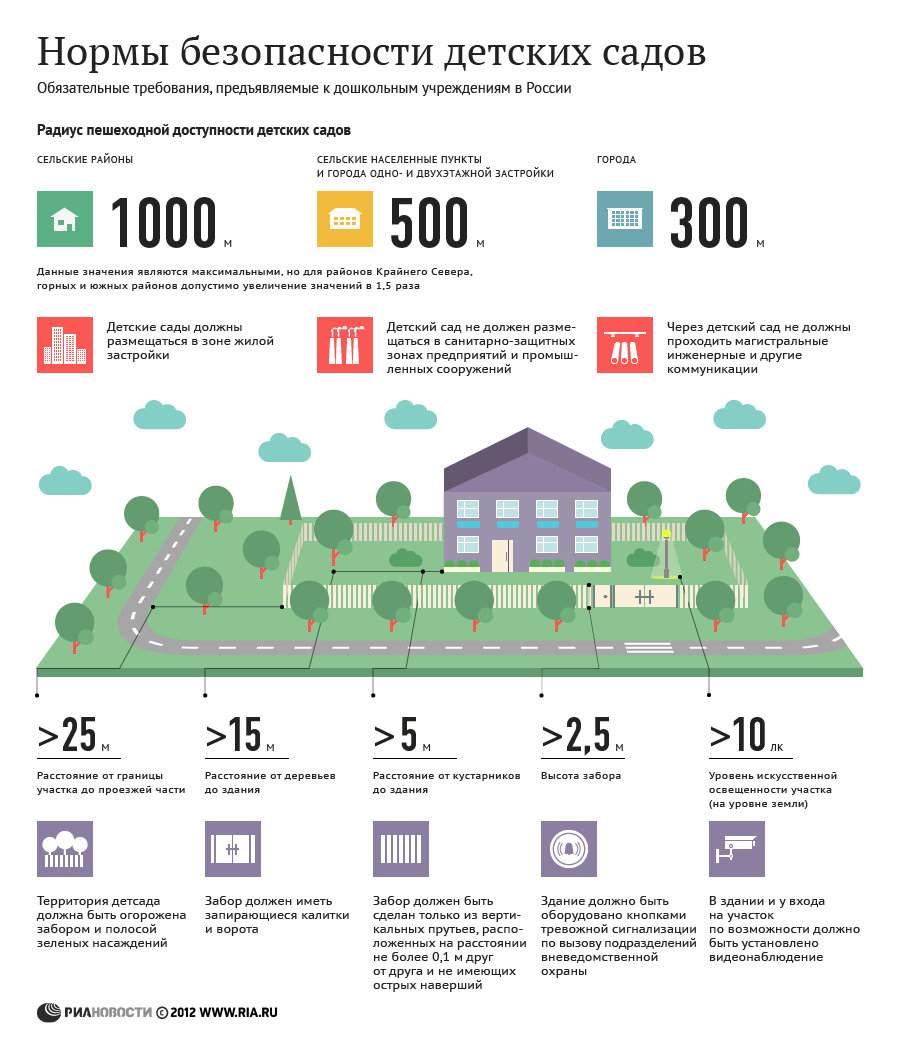 Нормы безопасности детских садов
Обязательные требования, предъявляемые к дошкольным учреждениям в России
Радиус пешеходной доступности детских садов
СЕЛЬСКИЕ РАЙОНЫ
1000 м
СЕЛЬСКИЕ НАСЕЛЕННЫЕ ПУНКТЫ
И ГОРОДА ОДНО- И ДВУХЭТАЖНОЙ ЗАСТРОЙКИ
500 м
ГОРОДА
300 м
Данные значения являются максимальными, но для районов Крайнего Севера,
горных и южных районов допустимо увеличение значений в 1,5 раза
Детские сады должны
размещаться в зоне жилой
застройки
Детский сад не должен разме-
щаться в санитарно-защитных
зонах предприятий и промыш-
ленных сооружений
Через детский сад не должны
проходить магистральные
инженерные и другие
коммуникации
>25 м
Расстояние от границы
участка до проезжей части
>15 м
Расстояние от деревьев
до здания
>5 м
Расстояние от кустарников
до здания
>2,5 м
Высота забора
>10 лк
Уровень искусственной
освещенности участка
(на уровне земли)
Территория детсада
должна быть огорожена
забором и полосой
зеленых насаждений
Забор должен иметь
запирающиеся калитки
и ворота
Забор должен быть
сделан только из верти-
кальных прутьев, распо-
ложенных на расстоянии
не более 0,1 м друг
от друга и не имеющих
острых наверший
Здание должно быть
оборудовано кнопками
тревожной сигнализации
по вызову подразделений
вневедомственной
охраны
В здании и у входа
на участок
по возможности должно
быть установлено
видеонаблюдение
РИАНОВОСТИ © 2012 WWW.RIA.RU